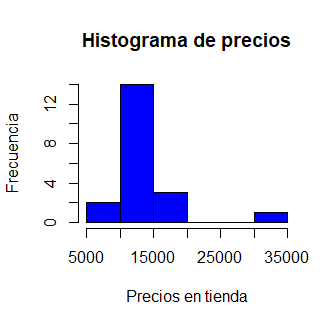 Histograma de precios
Frecuencia
12
8
4
0
5000 15000 25000 35000
Precios en tienda